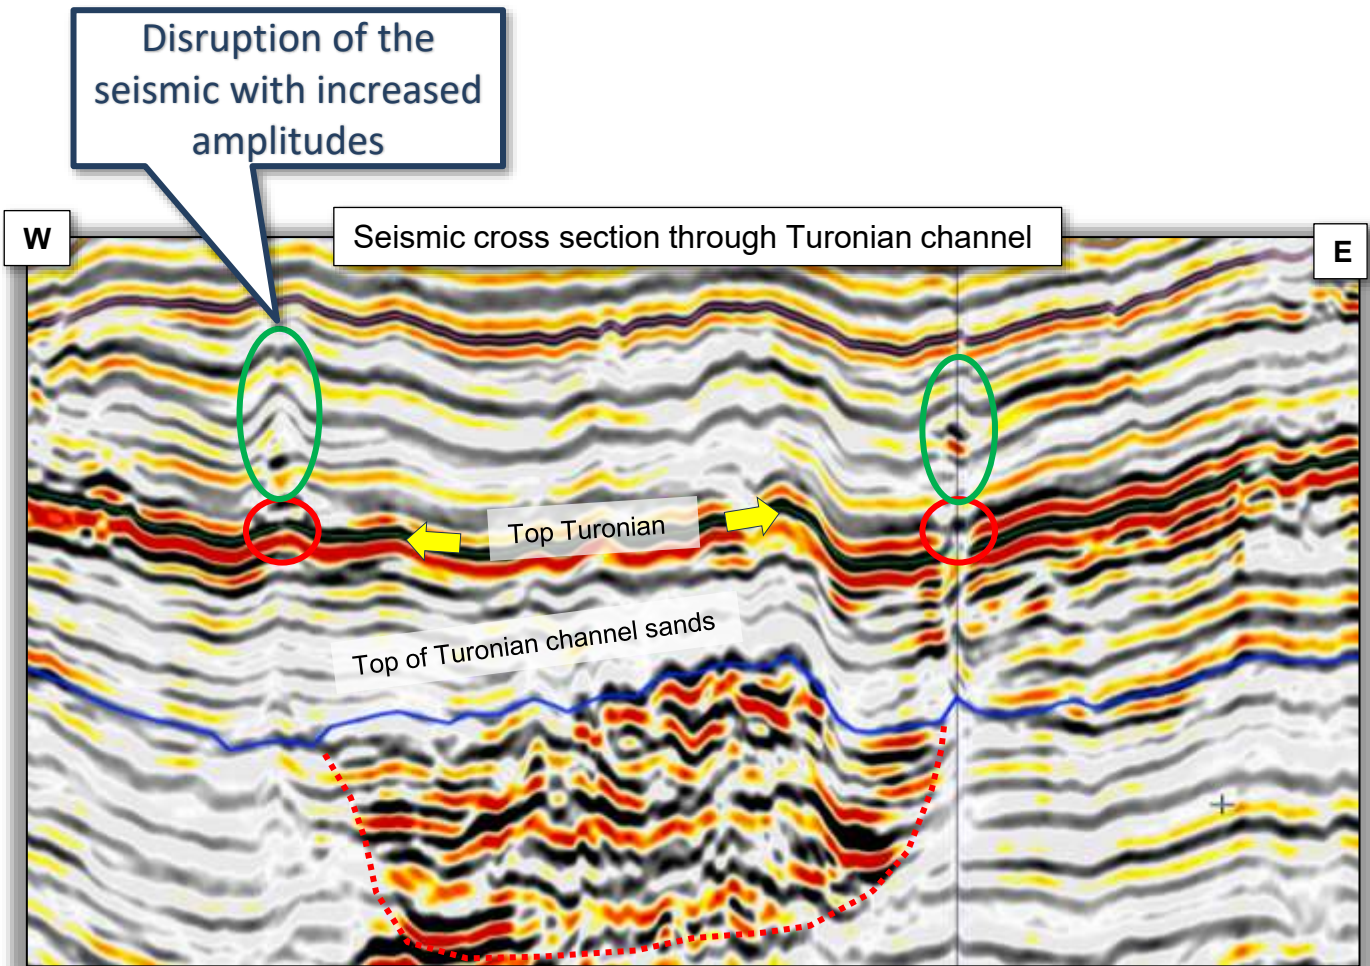 Disruption of the
seismic with increased
amplitudes
W
Seismic cross section through Turonian channel
E
Top Turonian
Top of Turonian channel sands